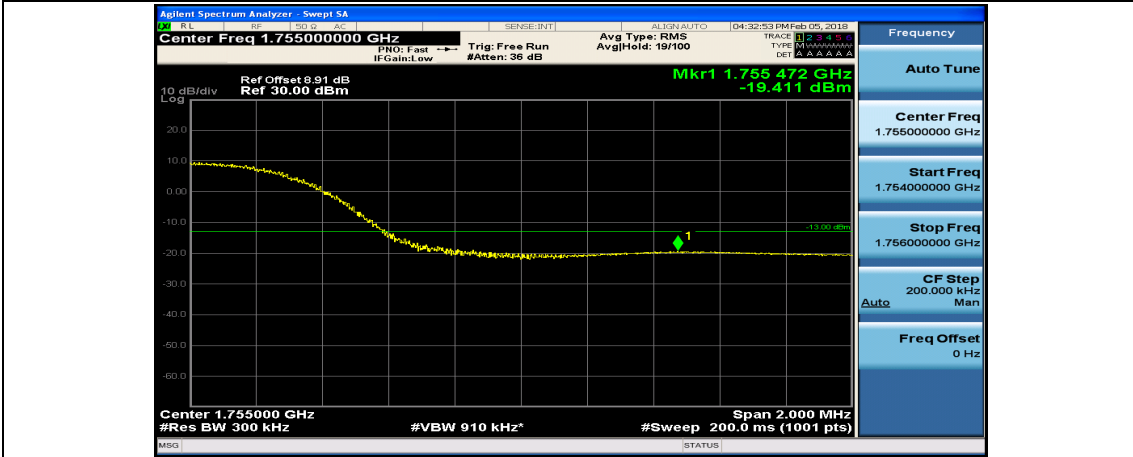 Agilent Spectrum Analyzer - Swept SA
RL RF 50 Ω AC SENSE:INT ALIGNAUTO 04:32:53 PM Feb 05, 2018
Center Freq 1.755000000 GHz
PNO: Fast
IFGain:Low
Trig: Free Run
#Atten: 36 dB
Avg Type: RMS
Avg|Hold: 19/100
TRACE 1 2 3 4 5 6
TYPE M
DET A A A A A A
Frequency
Ref Offset 8.91 dB
Ref 30.00 dBm
10 dB/div
Log
Mkr1 1.755 472 GHz
-19.411 dBm
20.0
10.0
0.00
-10.0
-20.0
-30.0
-40.0
-50.0
-60.0
-13.00 dBm
1
Center 1.755000 GHz
Span 2.000 MHz
#Res BW 300 kHz
#VBW 910 kHz*
#Sweep 200.0 ms (1001 pts)
MSG
STATUS
Auto Tune
Center Freq
1.755000000 GHz
Start Freq
1.754000000 GHz
Stop Freq
1.756000000 GHz
CF Step
200.000 kHz
Auto Man
Freq Offset
0 Hz